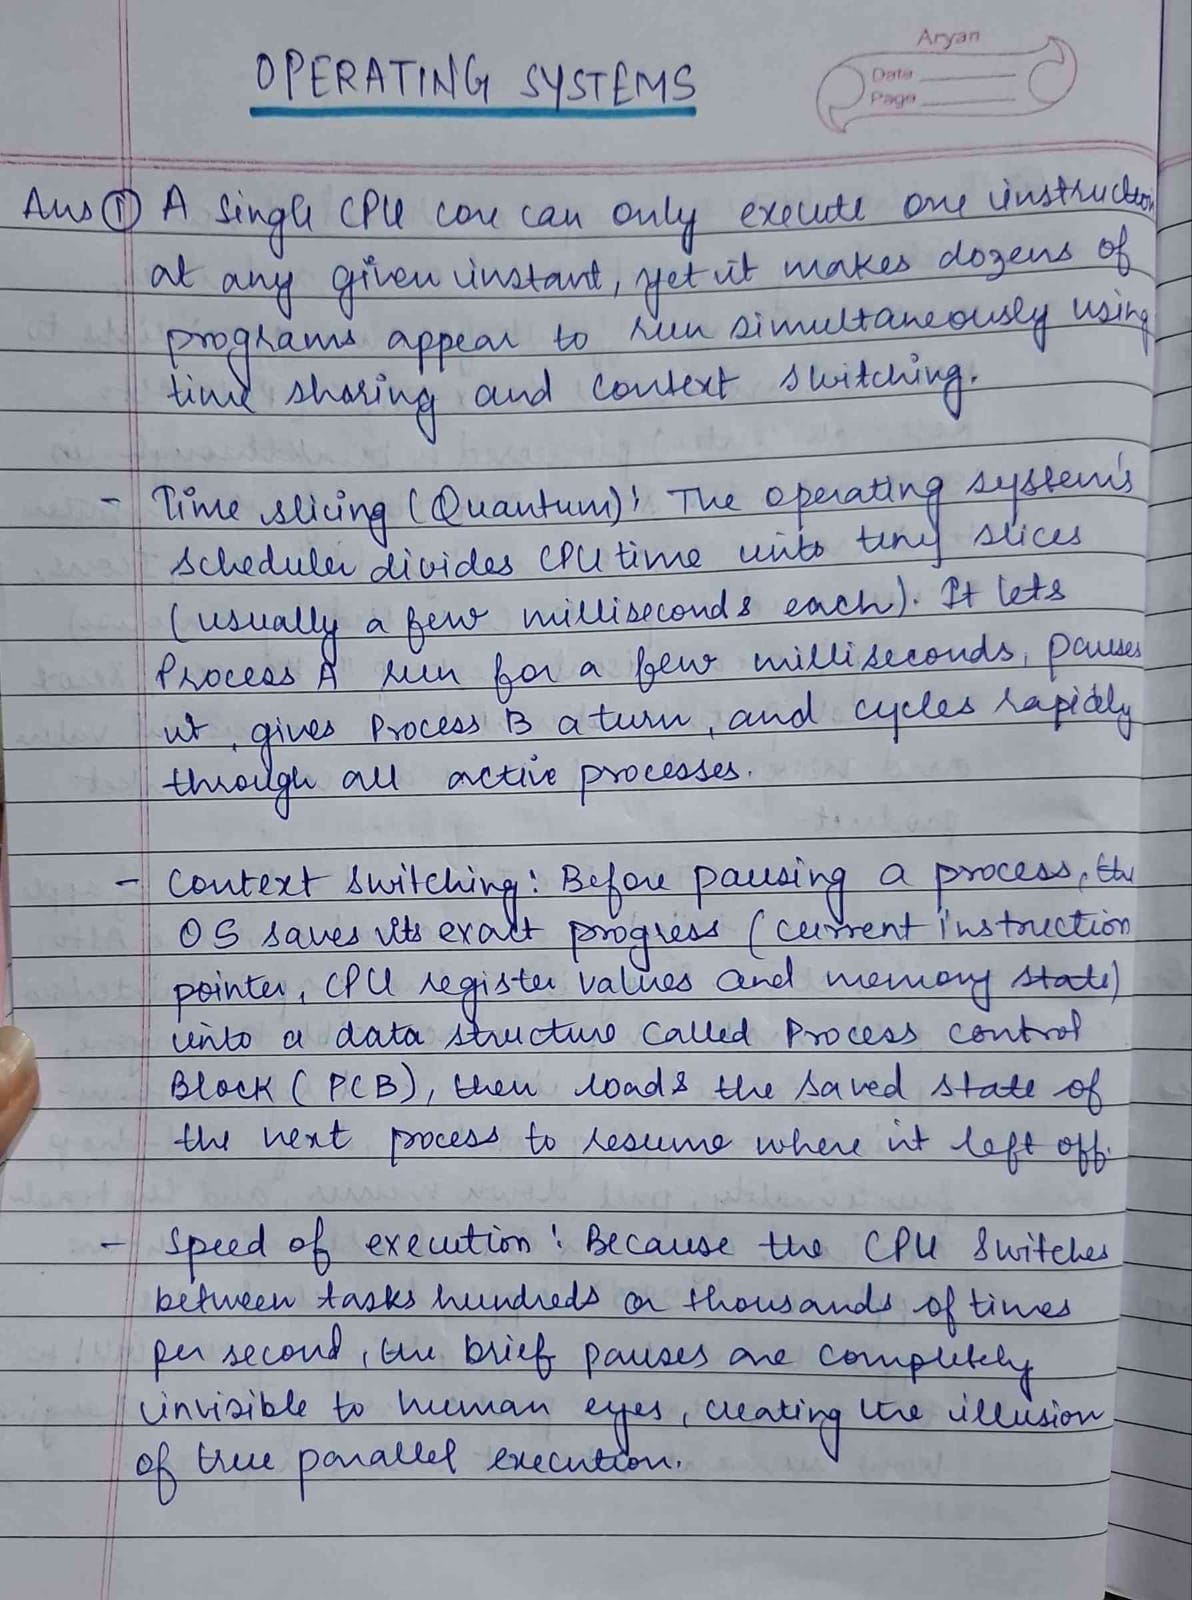 Aryan
Date
Page
OPERATING SYSTEMS
Ans ① A single CPU core can only execute one instruction
at any given instant, yet it makes dozens of
programs appear to run simultaneously using
time sharing and context switching.
- Time slicing (Quantum): The operating system's
scheduler divides CPU time into tiny slices
(usually a few milliseconds each). It lets
Process A run for a few milliseconds, pauses
it, gives Process B a turn, and cycles rapidly
through all active processes.
- Context switching: Before pausing a process, the
OS saves its exact progress (current instruction
pointer, CPU register values and memory state)
into a data structure called Process control
Block (PCB), then loads the saved state of
the next process to resume where it left off.
- Speed of execution: Because the CPU switches
between tasks hundreds or thousands of times
per second, the brief pauses are completely
invisible to human eyes, creating the illusion
of true parallel execution.